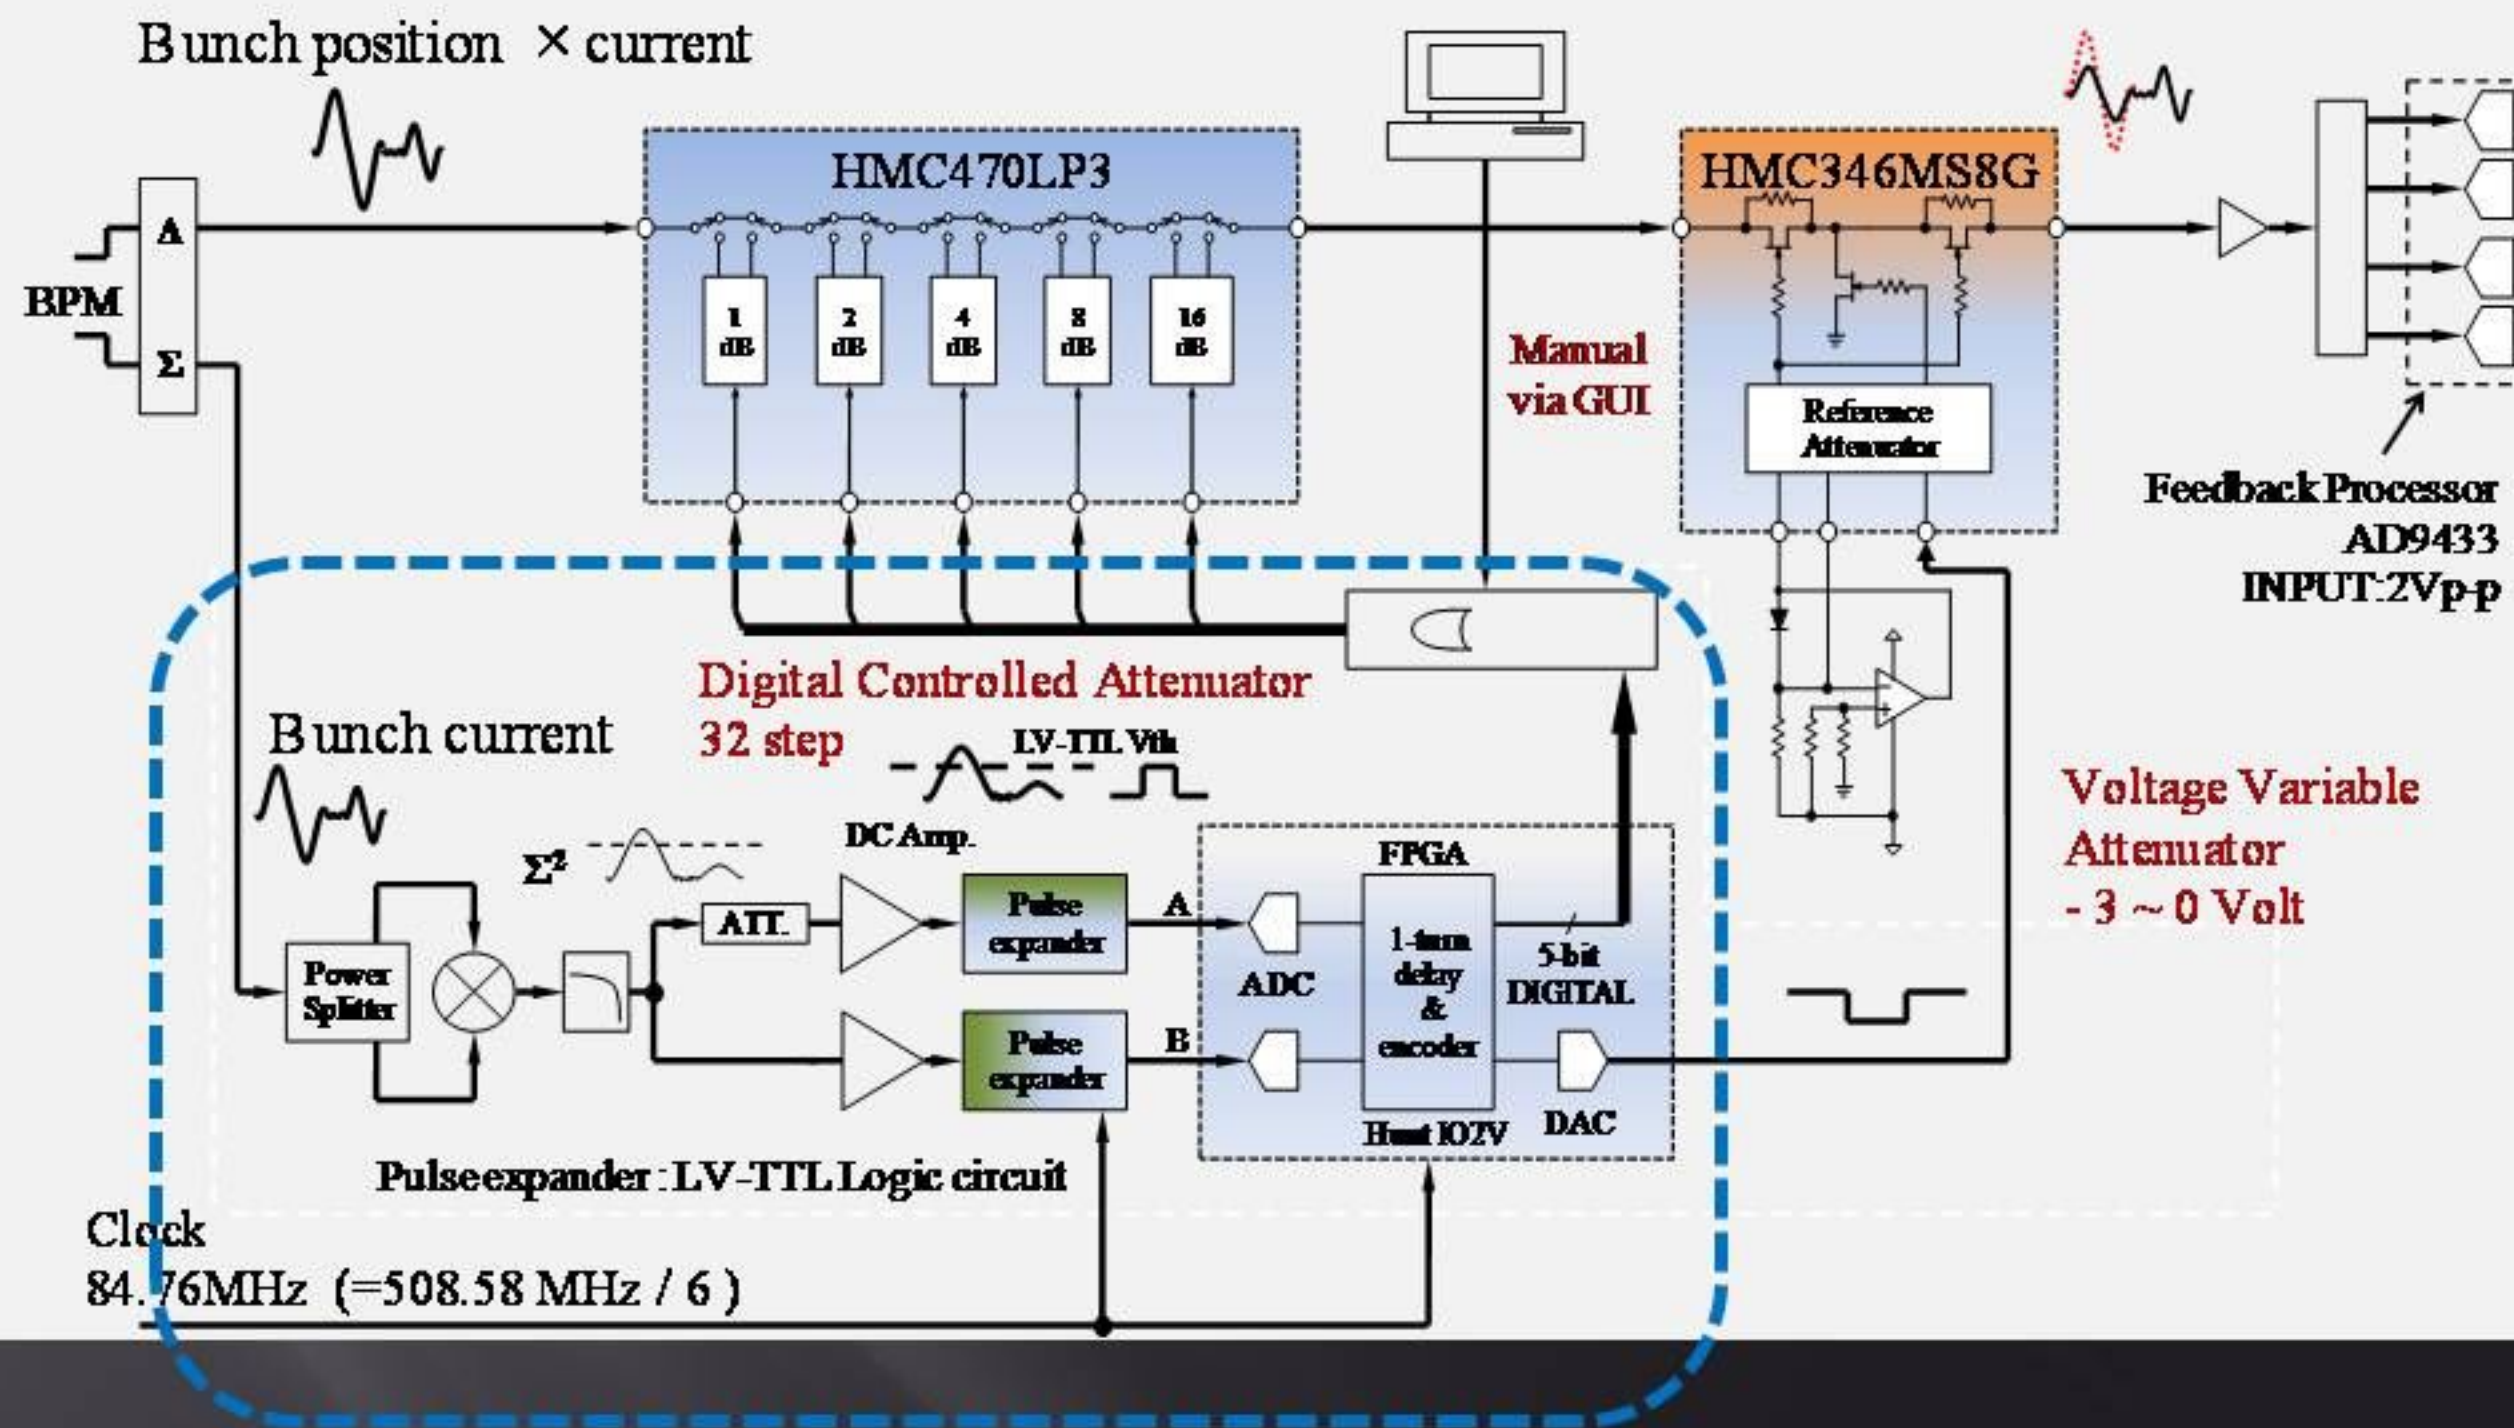 Bunch position × current
HMC470LP3
HMC346MS8G
Δ
BPM
Σ
1
dB
2
dB
4
dB
8
dB
16
dB
Manual
via GUI
Reference
Attenuator
Feedback Processor
AD9433
INPUT:2Vp-p
Digital Controlled Attenuator
32 step
Bunch current
LV-TTL Vth
Voltage Variable
Attenuator
- 3 ~ 0 Volt
Σ²
DC Amp.
ATT.
Pulse
expander
A
ADC
FPGA
1-turn
delay
&
encoder
5-bit
DIGITAL
Power
Splitter
Pulse
expander
B
Hunt IO2V
DAC
Pulse expander : LV-TTL Logic circuit
Clock
84.76MHz (=508.58 MHz / 6 )